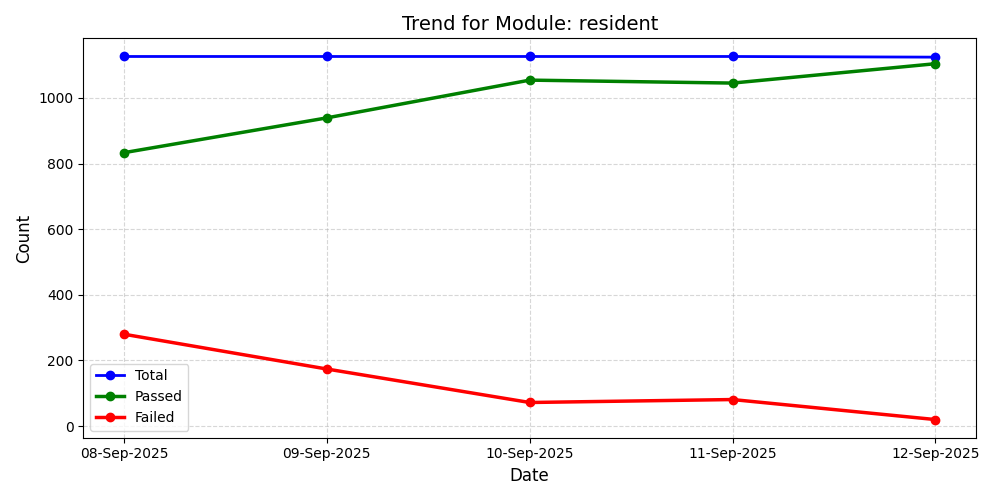 Trend for Module: resident
Count
1000
800
600
400
200
0
Total
Passed
Failed
08-Sep-2025
09-Sep-2025
10-Sep-2025
11-Sep-2025
12-Sep-2025
Date